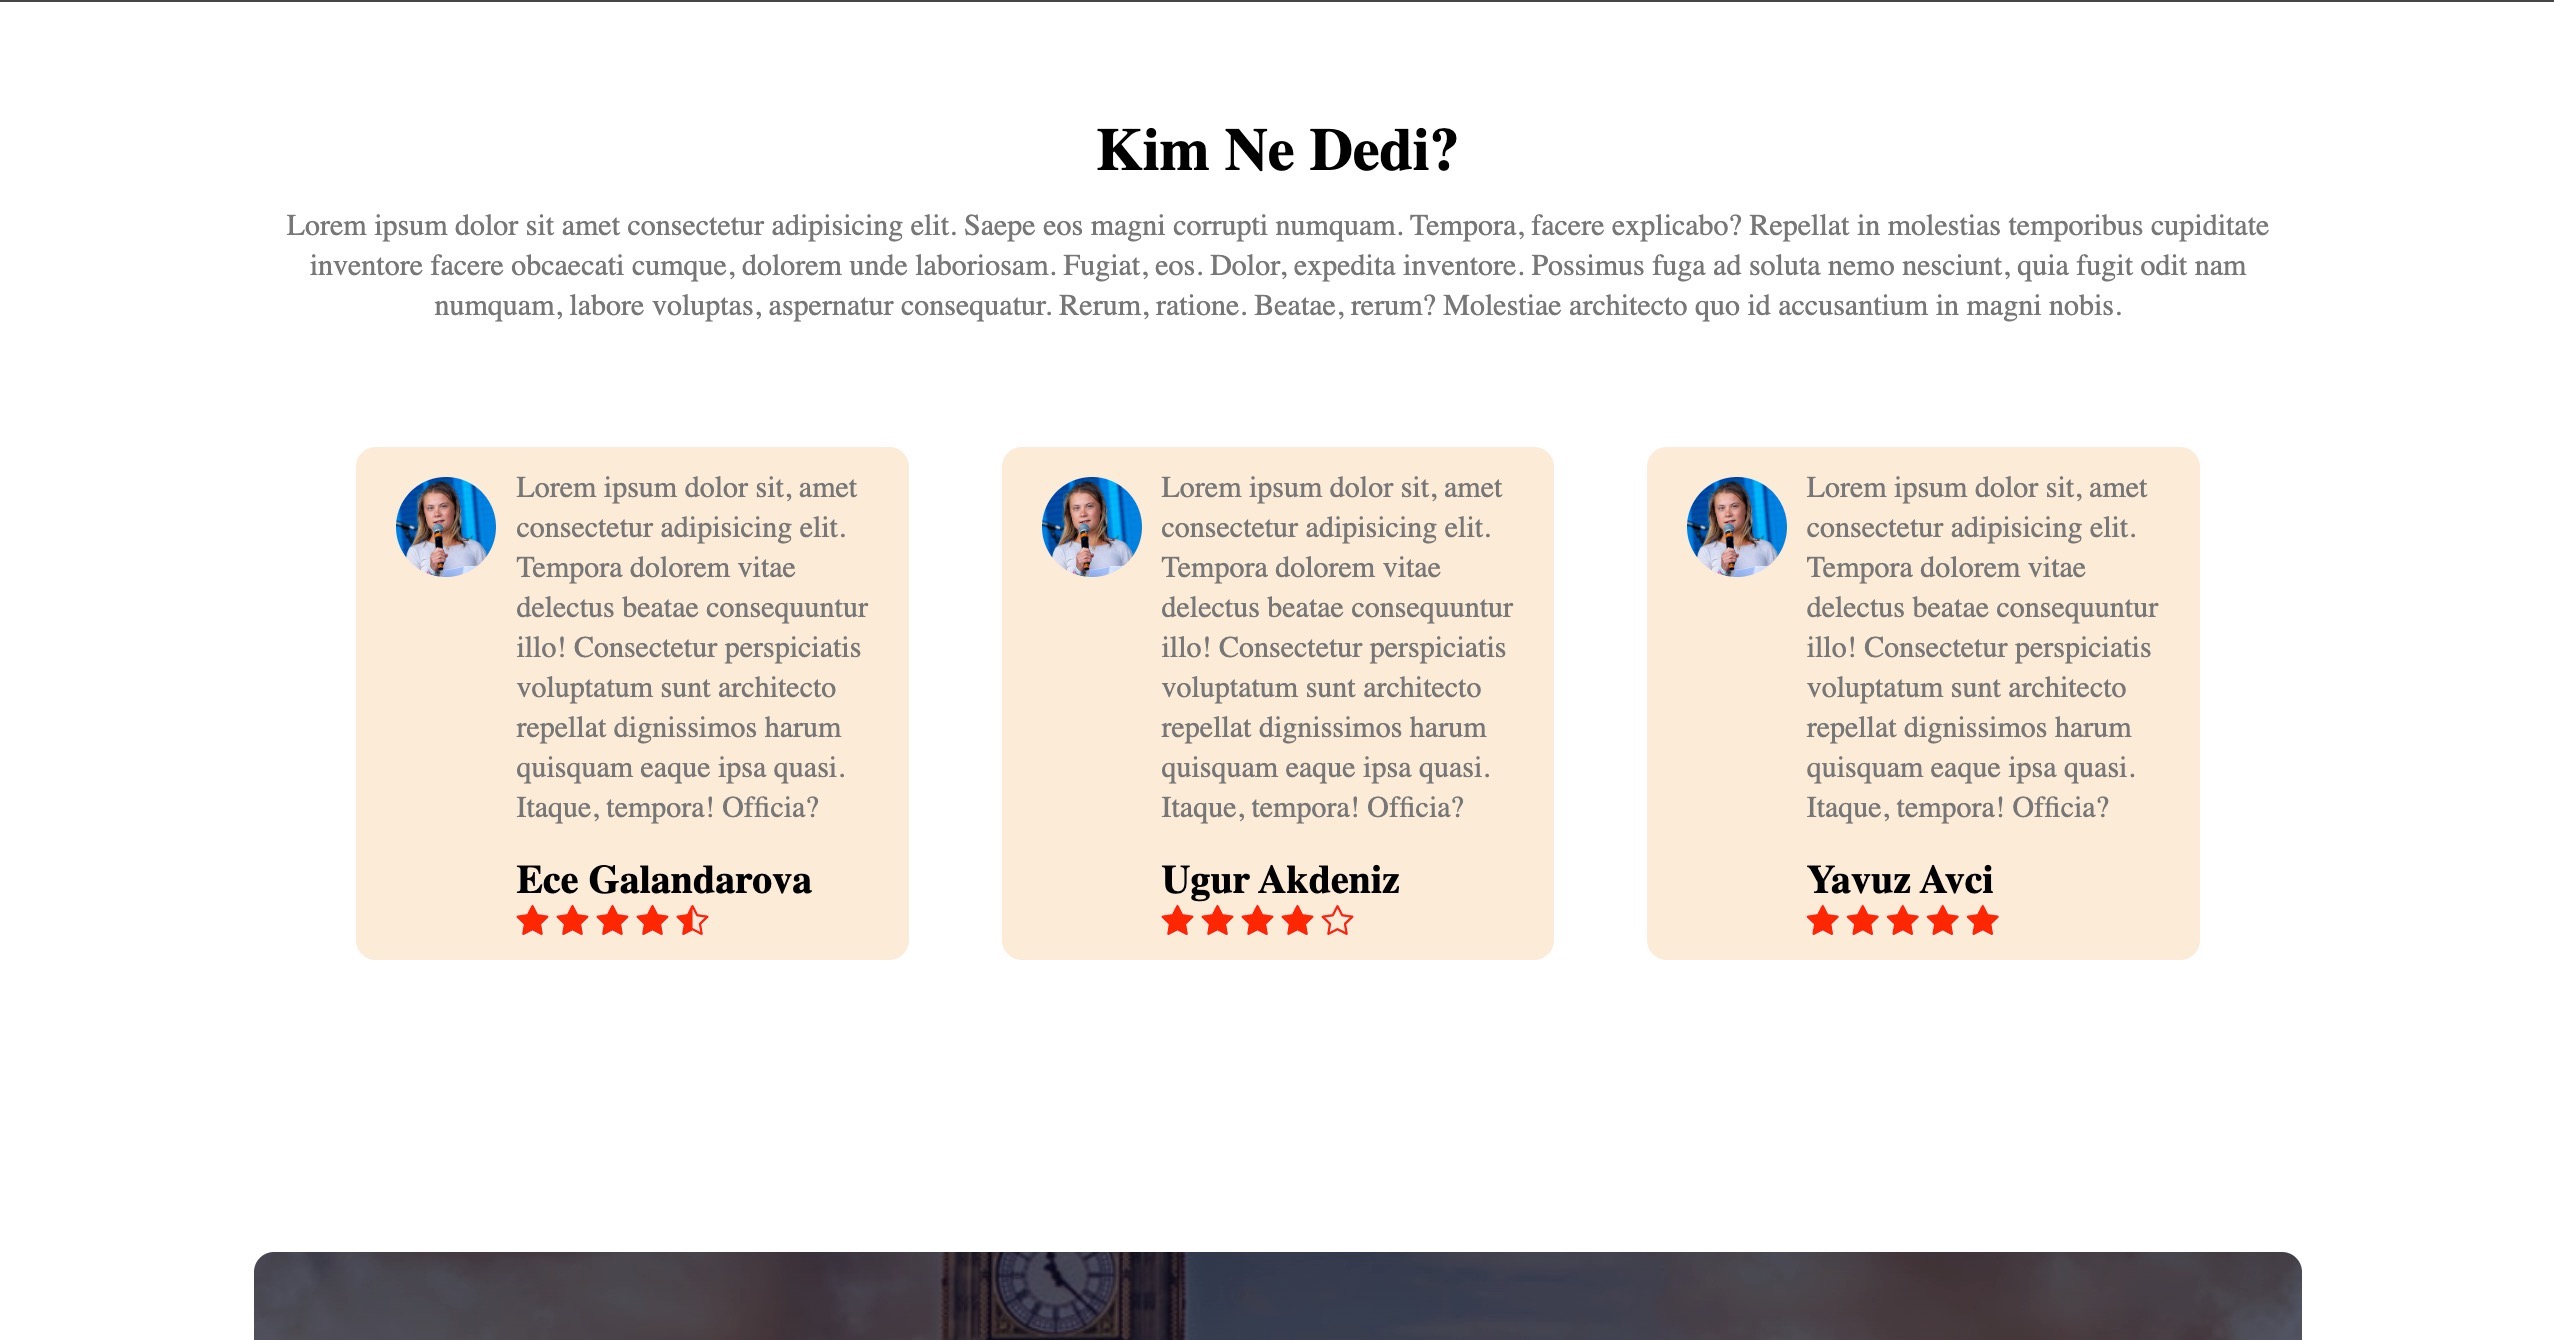 Kim Ne Dedi?
Lorem ipsum dolor sit amet consectetur adipisicing elit. Saepe eos magni corrupti numquam. Tempora, facere explicabo? Repellat in molestias temporibus cupiditate
inventore facere obcaecati cumque, dolorem unde laboriosam. Fugiat, eos. Dolor, expedita inventore. Possimus fuga ad soluta nemo nesciunt, quia fugit odit nam
numquam, labore voluptas, aspernatur consequatur. Rerum, ratione. Beatae, rerum? Molestiae architecto quo id accusantium in magni nobis.
Lorem ipsum dolor sit, amet
consectetur adipisicing elit.
Tempora dolorem vitae
delectus beatae consequuntur
illo! Consectetur perspiciatis
voluptatum sunt architecto
repellat dignissimos harum
quisquam eaque ipsa quasi.
Itaque, tempora! Officia?
Ece Galandarova
Lorem ipsum dolor sit, amet
consectetur adipisicing elit.
Tempora dolorem vitae
delectus beatae consequuntur
illo! Consectetur perspiciatis
voluptatum sunt architecto
repellat dignissimos harum
quisquam eaque ipsa quasi.
Itaque, tempora! Officia?
Ugur Akdeniz
Lorem ipsum dolor sit, amet
consectetur adipisicing elit.
Tempora dolorem vitae
delectus beatae consequuntur
illo! Consectetur perspiciatis
voluptatum sunt architecto
repellat dignissimos harum
quisquam eaque ipsa quasi.
Itaque, tempora! Officia?
Yavuz Avci